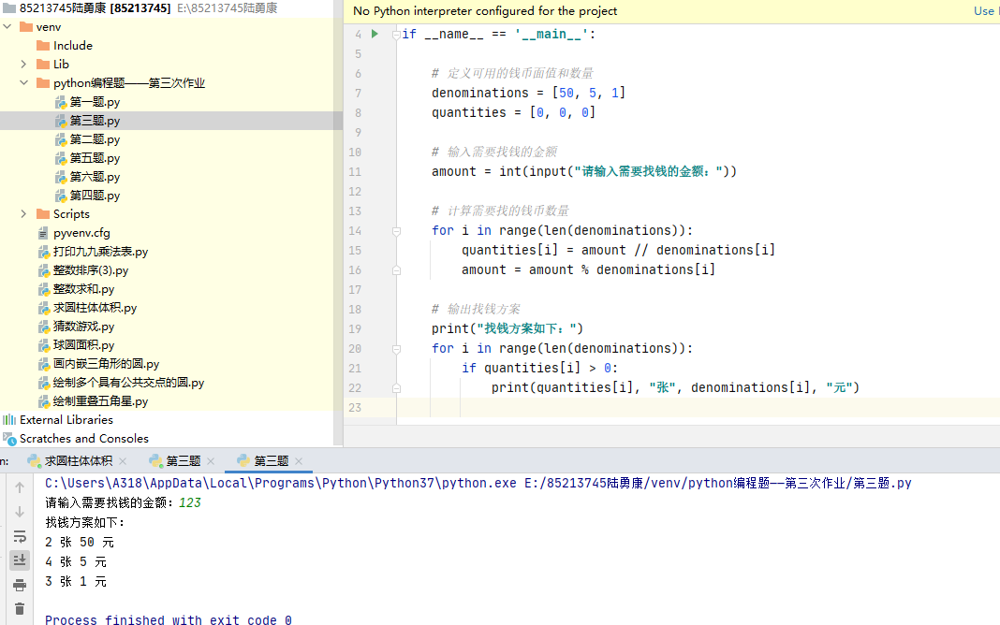 85213745陆勇康 [85213745] E:\85213745陆勇康
venv
Include
Lib
python编程题——第三次作业
第一题.py
第三题.py
第二题.py
第五题.py
第六题.py
第四题.py
Scripts
pyvenv.cfg
打印九九乘法表.py
整数排序(3).py
整数求和.py
求圆柱体体积.py
猜数游戏.py
球圆面积.py
画内嵌三角形的圆.py
绘制多个具有公共交点的圆.py
绘制重叠五角星.py
External Libraries
Scratches and Consoles
No Python interpreter configured for the project Use
4 if __name__ == '__main__':
5
6 # 定义可用的钱币面值和数量
7 denominations = [50, 5, 1]
8 quantities = [0, 0, 0]
9
10 # 输入需要找钱的金额
11 amount = int(input("请输入需要找钱的金额："))
12
13 # 计算需要找的钱币数量
14 for i in range(len(denominations)):
15 quantities[i] = amount // denominations[i]
16 amount = amount % denominations[i]
17
18 # 输出找钱方案
19 print("找钱方案如下：")
20 for i in range(len(denominations)):
21 if quantities[i] > 0:
22 print(quantities[i], "张", denominations[i], "元")
23
n: 求圆柱体体积 第三题 第三题
C:\Users\A318\AppData\Local\Programs\Python\Python37\python.exe E:/85213745陆勇康/venv/python编程题——第三次作业/第三题.py
请输入需要找钱的金额：123
找钱方案如下：
2 张 50 元
4 张 5 元
3 张 1 元
Process finished with exit code 0